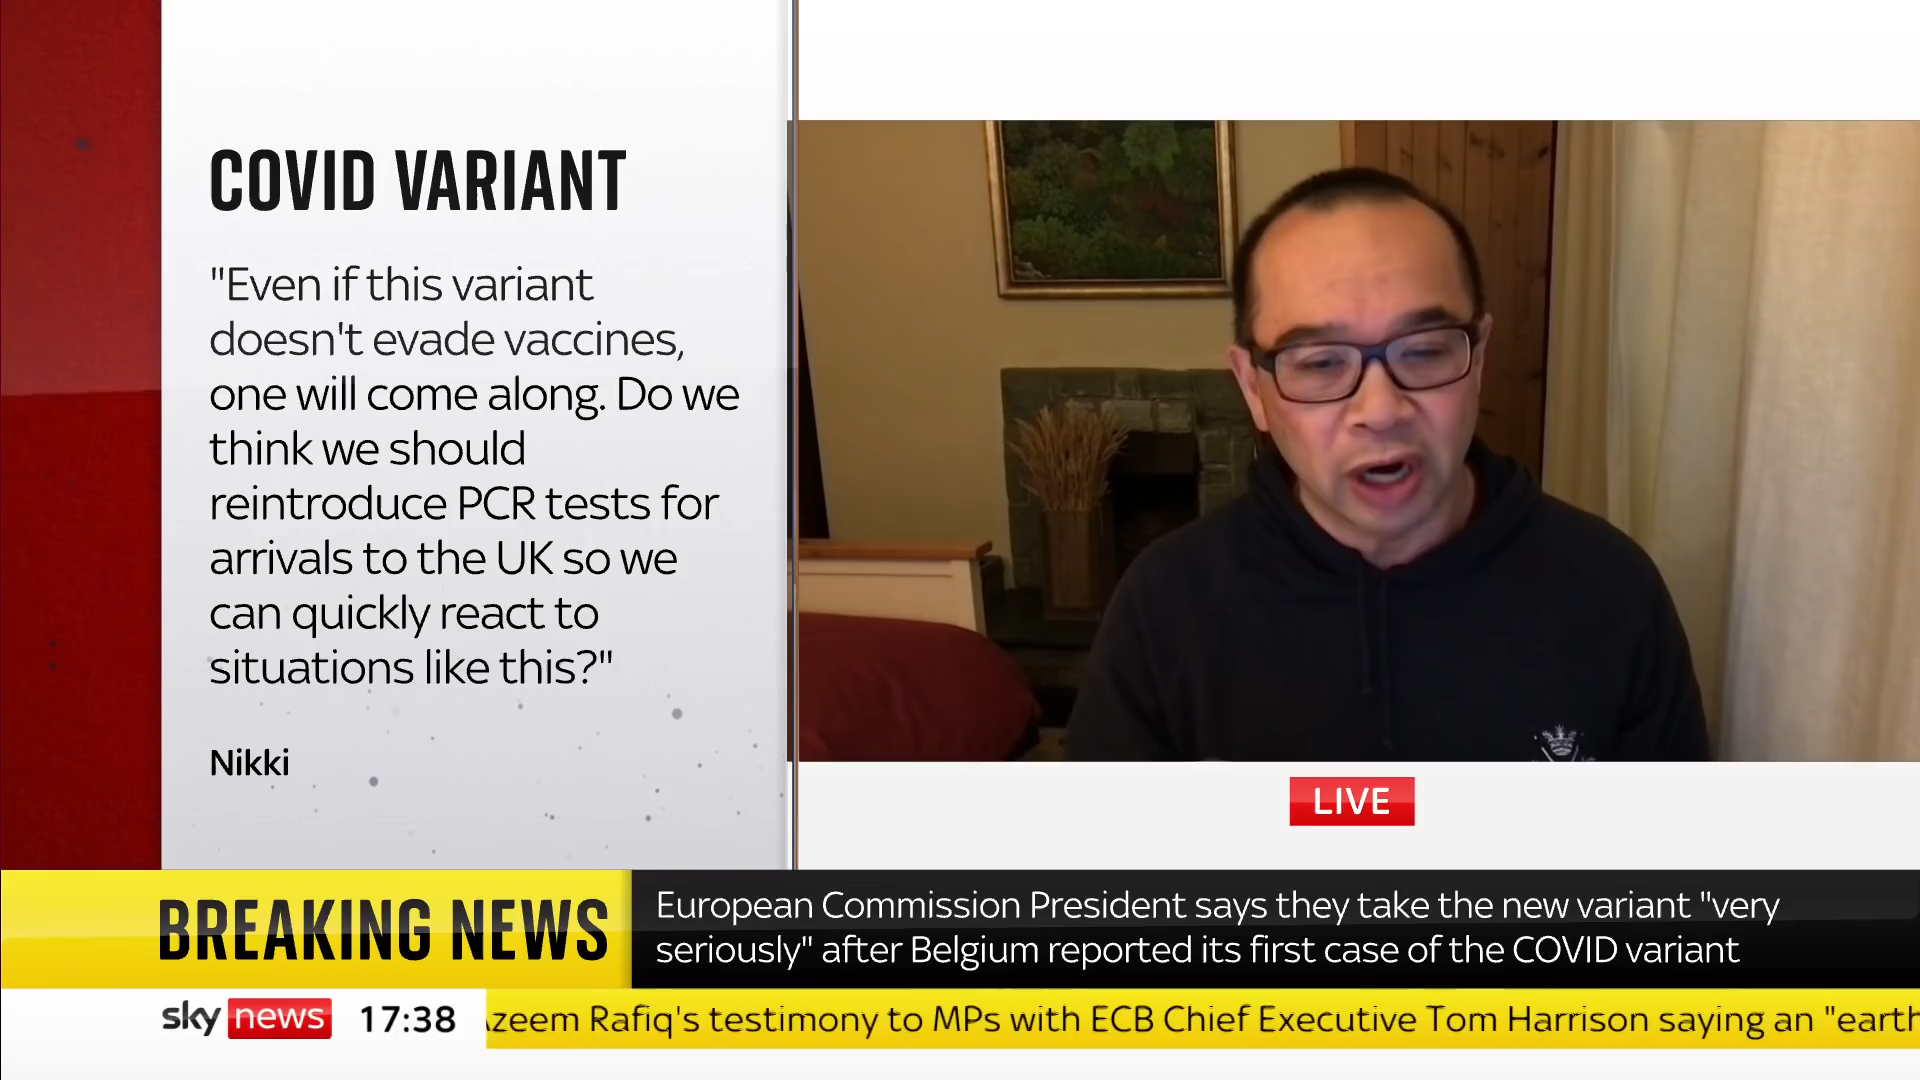 COVID VARIANT
"Even if this variant
doesn't evade vaccines,
one will come along. Do we
think we should
reintroduce PCR tests for
arrivals to the UK so we
can quickly react to
situations like this?"
Nikki
LIVE
BREAKING NEWS
European Commission President says they take the new variant "very
seriously" after Belgium reported its first case of the COVID variant
sky news 17:38
zeem Rafiq's testimony to MPs with ECB Chief Executive Tom Harrison saying an "earth